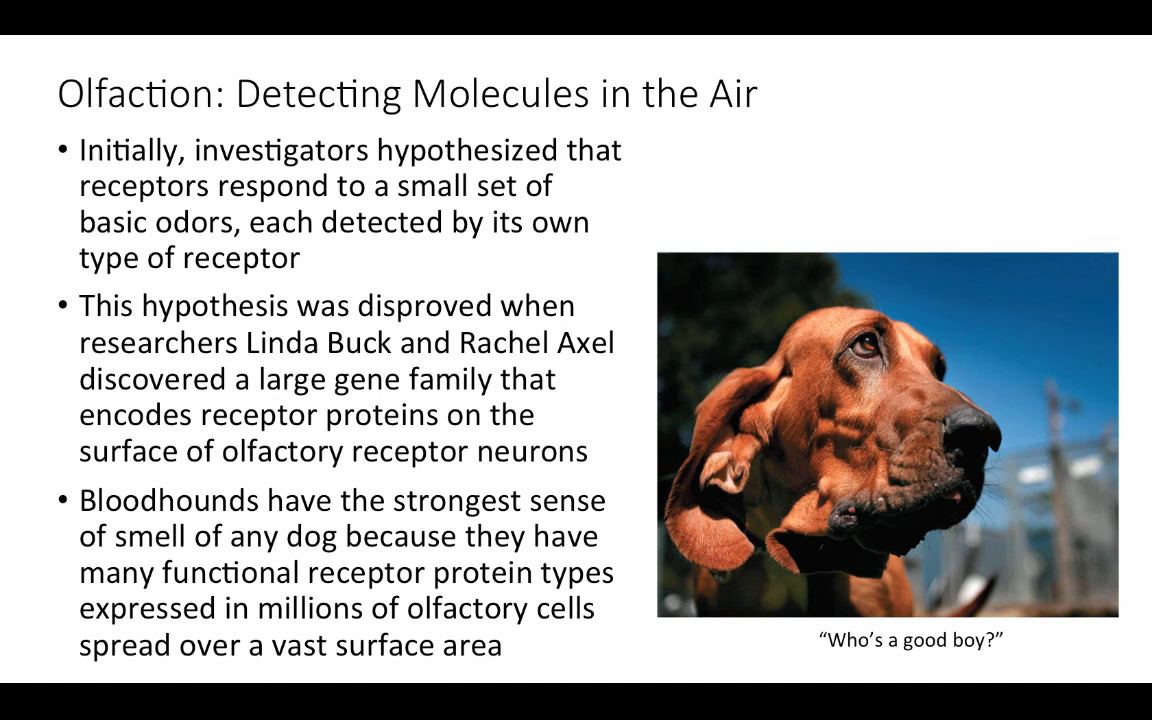 Olfaction: Detecting Molecules in the Air
• Initially, investigators hypothesized that
receptors respond to a small set of
basic odors, each detected by its own
type of receptor
• This hypothesis was disproved when
researchers Linda Buck and Rachel Axel
discovered a large gene family that
encodes receptor proteins on the
surface of olfactory receptor neurons
• Bloodhounds have the strongest sense
of smell of any dog because they have
many functional receptor protein types
expressed in millions of olfactory cells
spread over a vast surface area
“Who’s a good boy?”